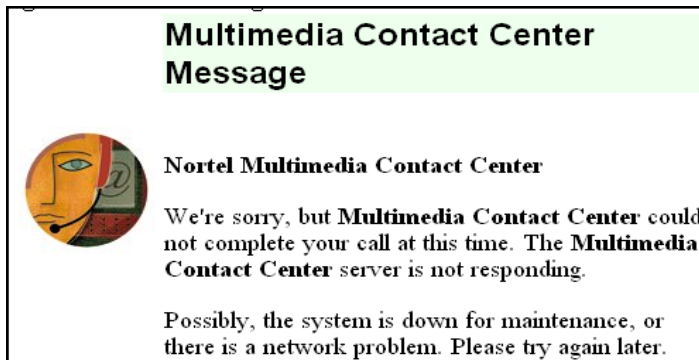 Multimedia Contact Center
Message
@
Nortel Multimedia Contact Center
We're sorry, but Multimedia Contact Center could
not complete your call at this time. The Multimedia
Contact Center server is not responding.
Possibly, the system is down for maintenance, or
there is a network problem. Please try again later.